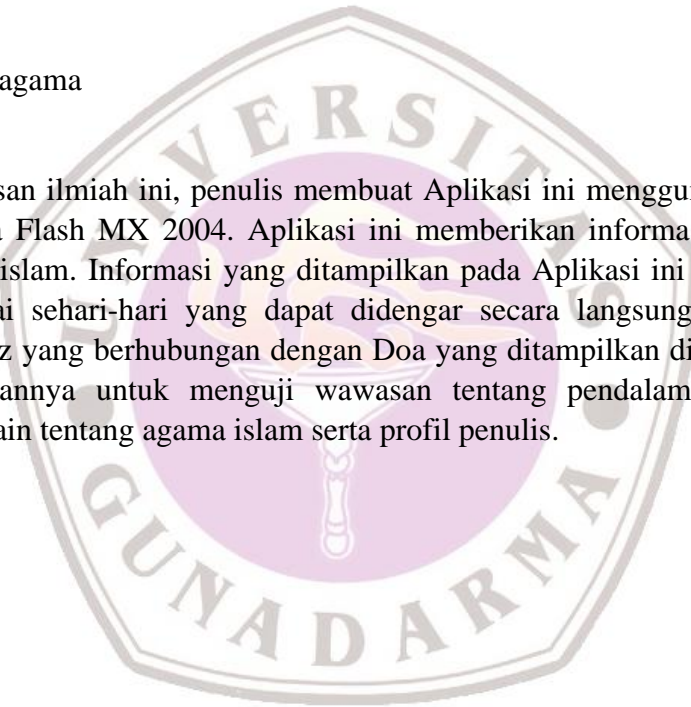 agama
san ilmiah ini, penulis membuat Aplikasi ini menggun
Flash MX 2004. Aplikasi ini memberikan informa
islam. Informasi yang ditampilkan pada Aplikasi ini
ai sehari-hari yang dapat didengar secara langsung
z yang berhubungan dengan Doa yang ditampilkan di
annya untuk menguji wawasan tentang pendalam
ain tentang agama islam serta profil penulis.
UNIVERSITAS
GUNADARMA